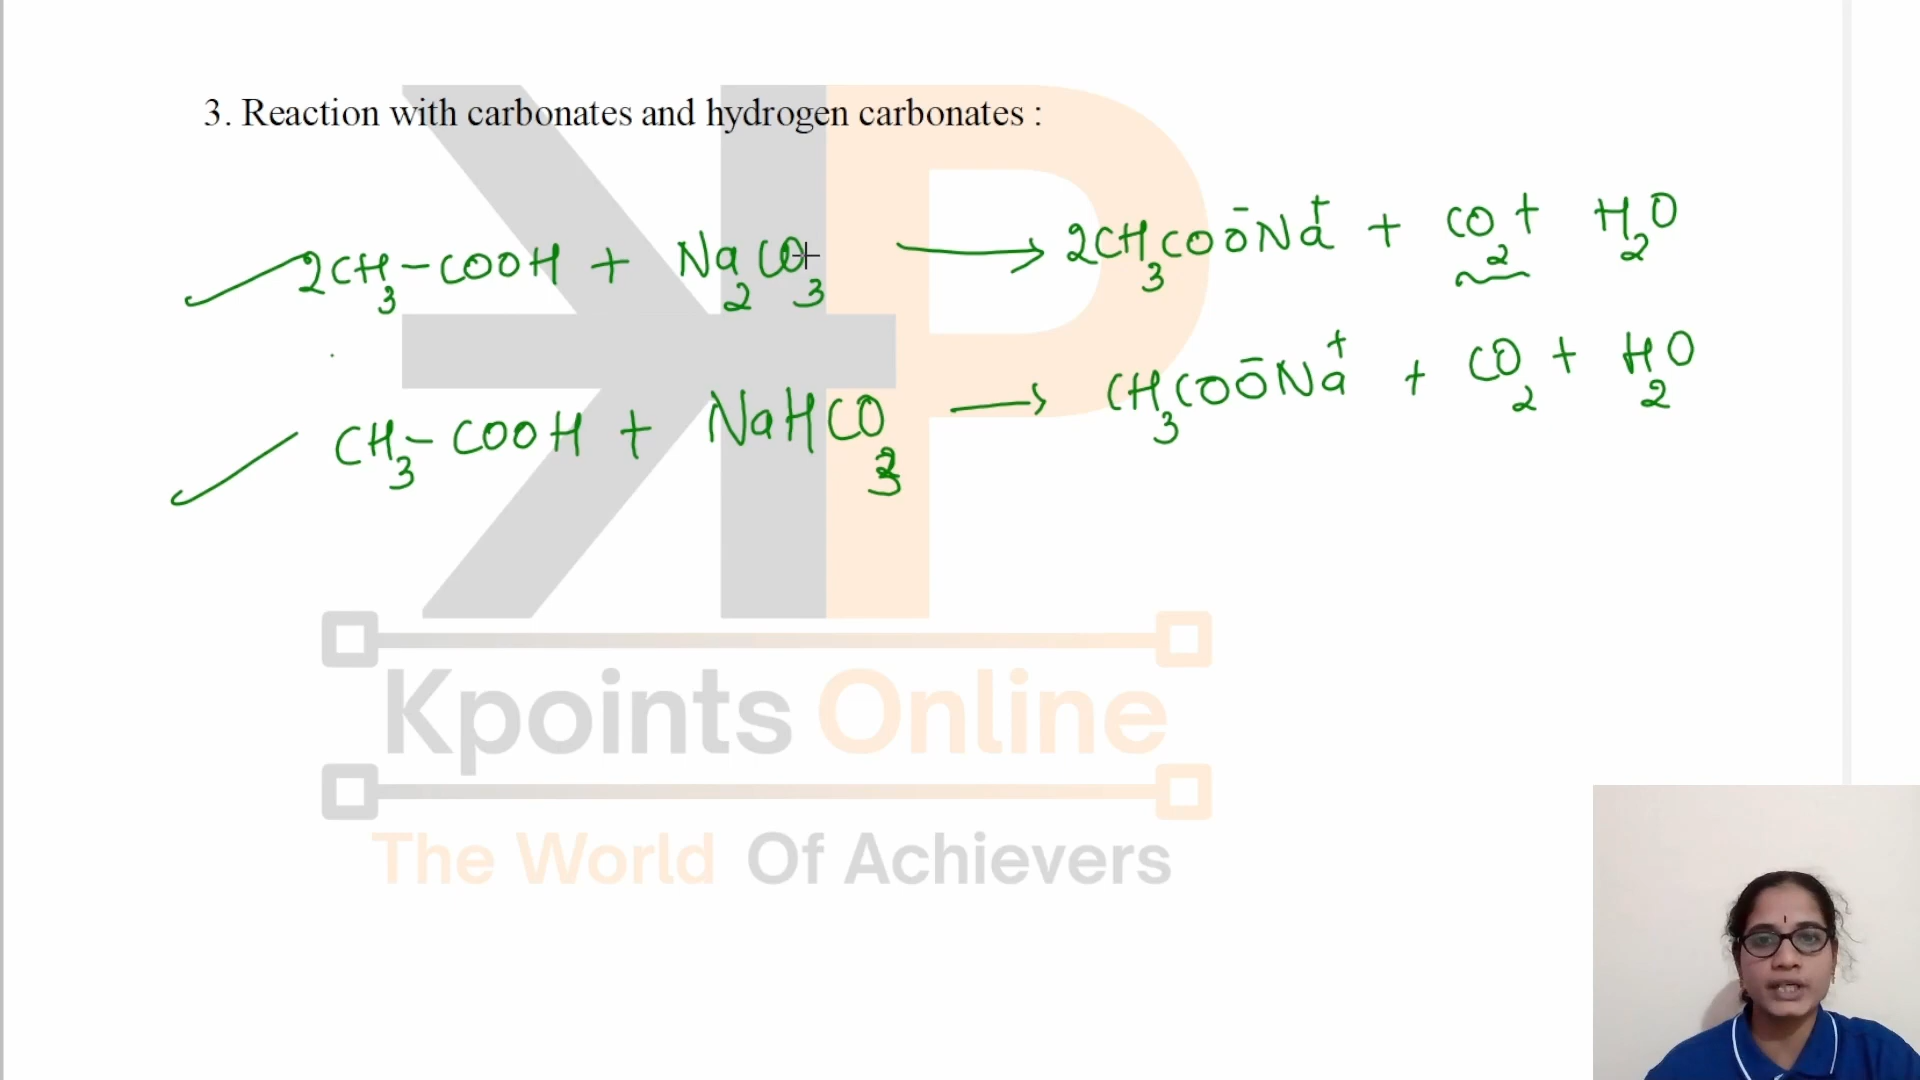 3. Reaction with carbonates and hydrogen carbonates :
2CH₃-COOH + Na₂CO₃ ⟶ 2CH₃COO⁻Na⁺ + CO₂ + H₂O
CH₃-COOH + NaHCO₃ ⟶ CH₃COO⁻Na⁺ + CO₂ + H₂O
Kpoints Online
The World Of Achievers